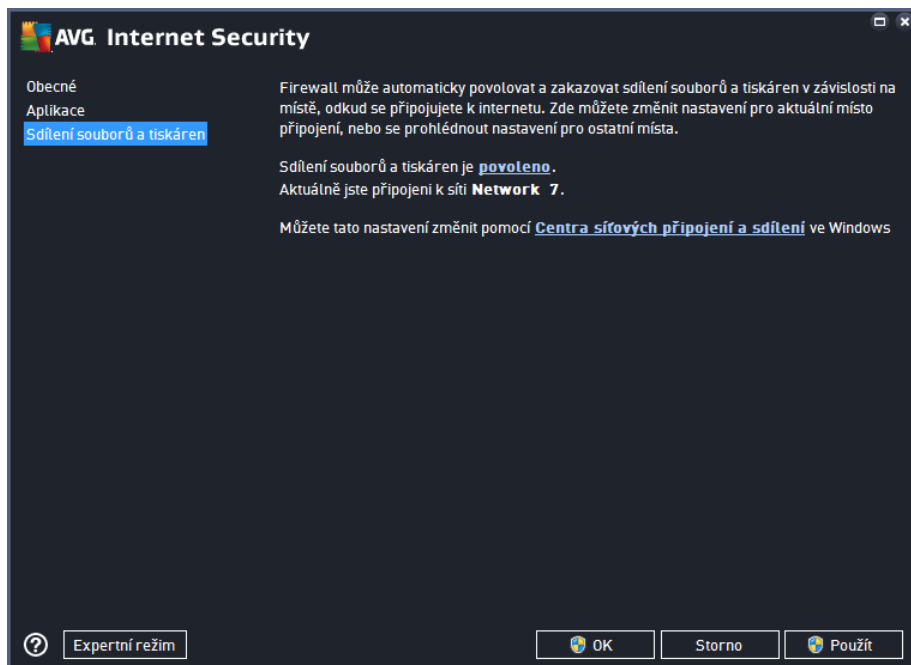 AVG Internet Security
Obecné
Aplikace
Sdílení souborů a tiskáren
Firewall může automaticky povolovat a zakazovat sdílení souborů a tiskáren v závislosti na
místě, odkud se připojujete k internetu. Zde můžete změnit nastavení pro aktuální místo
připojení, nebo se prohlédnout nastavení pro ostatní místa.
Sdílení souborů a tiskáren je povoleno.
Aktuálně jste připojeni k síti Network 7.
Můžete tato nastavení změnit pomocí Centra síťových připojení a sdílení ve Windows
Expertní režim
OK
Storno
Použít